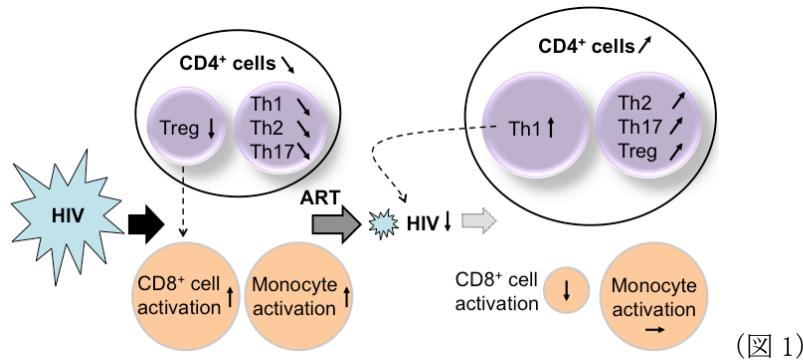 CD4⁺ cells ↘
Treg ↓
Th1 ↘
Th2 ↘
Th17 ↘
HIV
CD8⁺ cell
activation ↑
Monocyte
activation ↑
ART
HIV ↓
CD4⁺ cells ↗
Th1 ↑
Th2 ↗
Th17 ↗
Treg ↗
CD8⁺ cell
activation
↓
Monocyte
activation
→
(図 1)